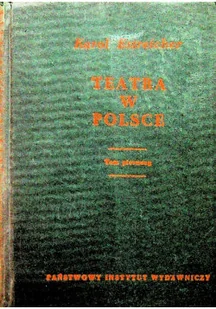 Karol Estreicher
TEATRA
W
POLSCE
Tom pierwszy
PAŃSTWOWY INSTYTUT WYDAWNICZY